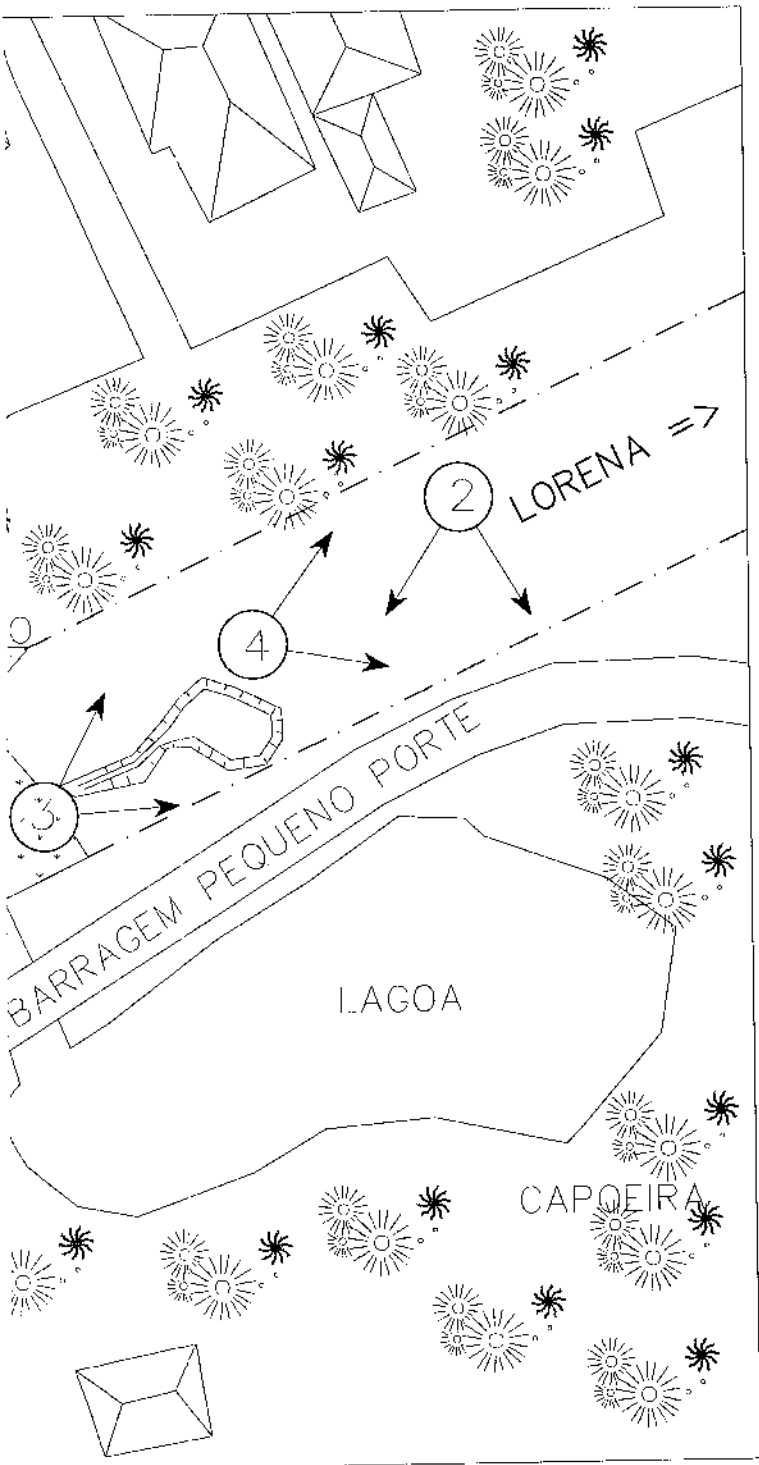 2
LORENA =>
O
4
3
BARRAGEM PEQUENO PORTE
LAGOA
CAPOEIRA